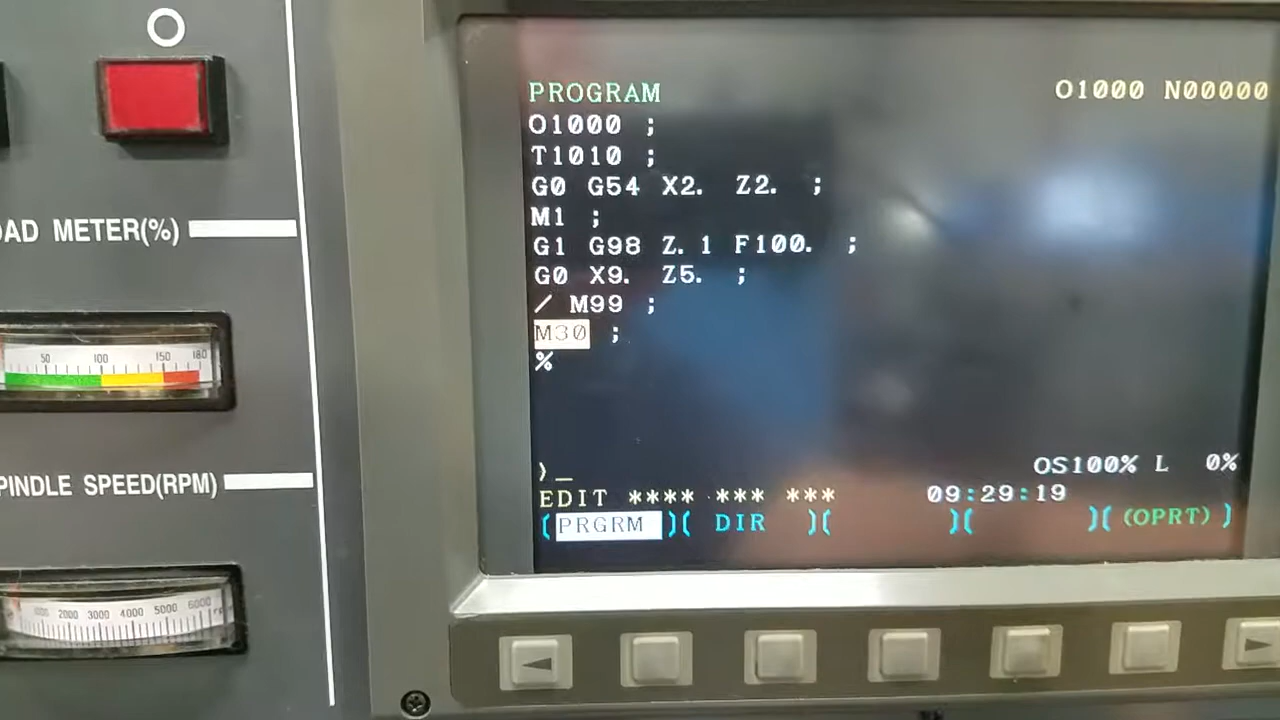 PROGRAM O1000 N00000
O1000 ;
T1010 ;
G0 G54 X2. Z2. ;
M1 ;
G1 G98 Z.1 F100. ;
G0 X9. Z5. ;
/ M99 ;
M30 ;
%
OS100% L 0%
)_
EDIT **** *** *** 09:29:19
(PRGRM)( DIR )( )( )((OPRT))
AD METER(%)
50 100 150 180
PINDLE SPEED(RPM)
1000 2000 3000 4000 5000 6000